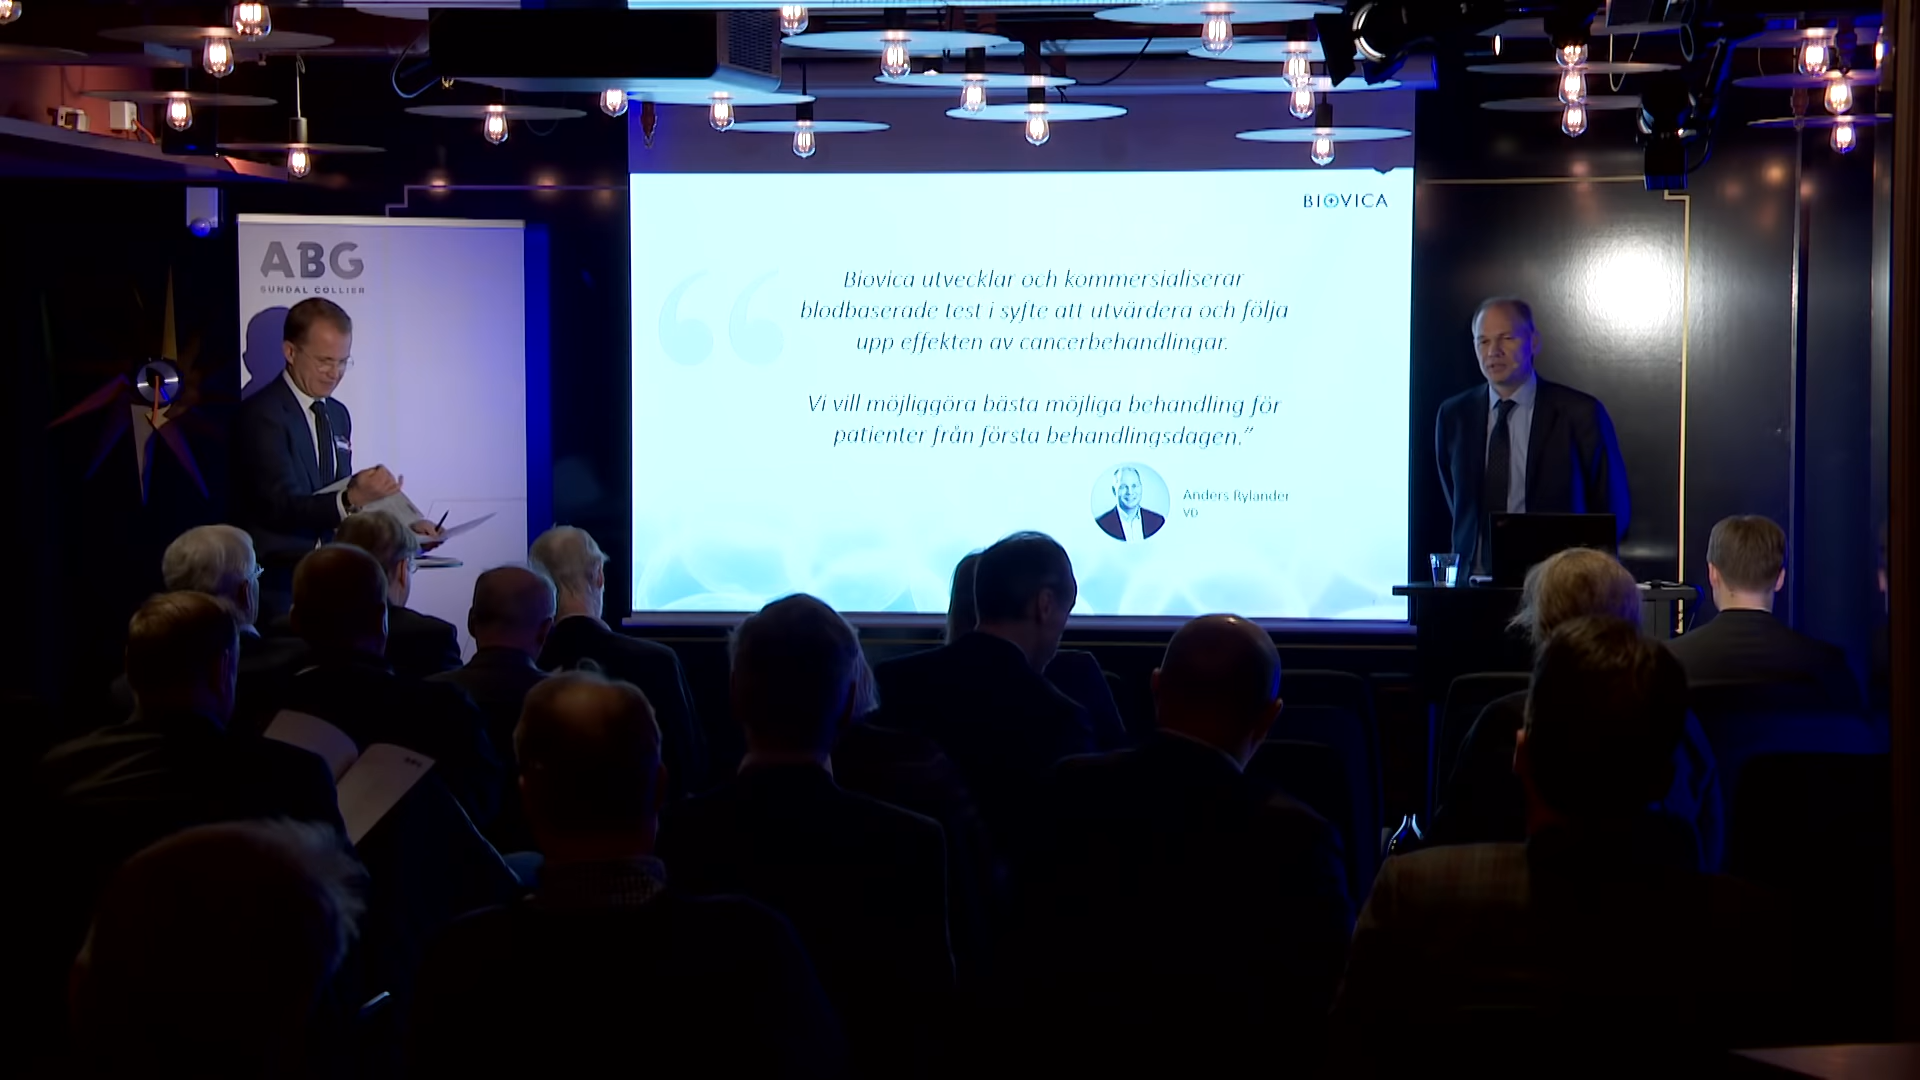 BIOVICA
ABG
SUNDAL COLLIER
Biovica utvecklar och kommersialiserar
blodbaserade test i syfte att utvärdera och följa
upp effekten av cancerbehandlingar.
Vi vill möjliggöra bästa möjliga behandling för
patienter från första behandlingsdagen.”
Anders Rylander
VD